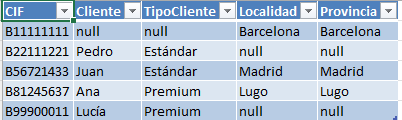 CIF Cliente TipoCliente Localidad Provincia
B11111111 null null Barcelona Barcelona
B22111221 Pedro Estándar null null
B56721433 Juan Estándar Madrid Madrid
B81245637 Ana Premium Lugo Lugo
B99900011 Lucía Premium null null